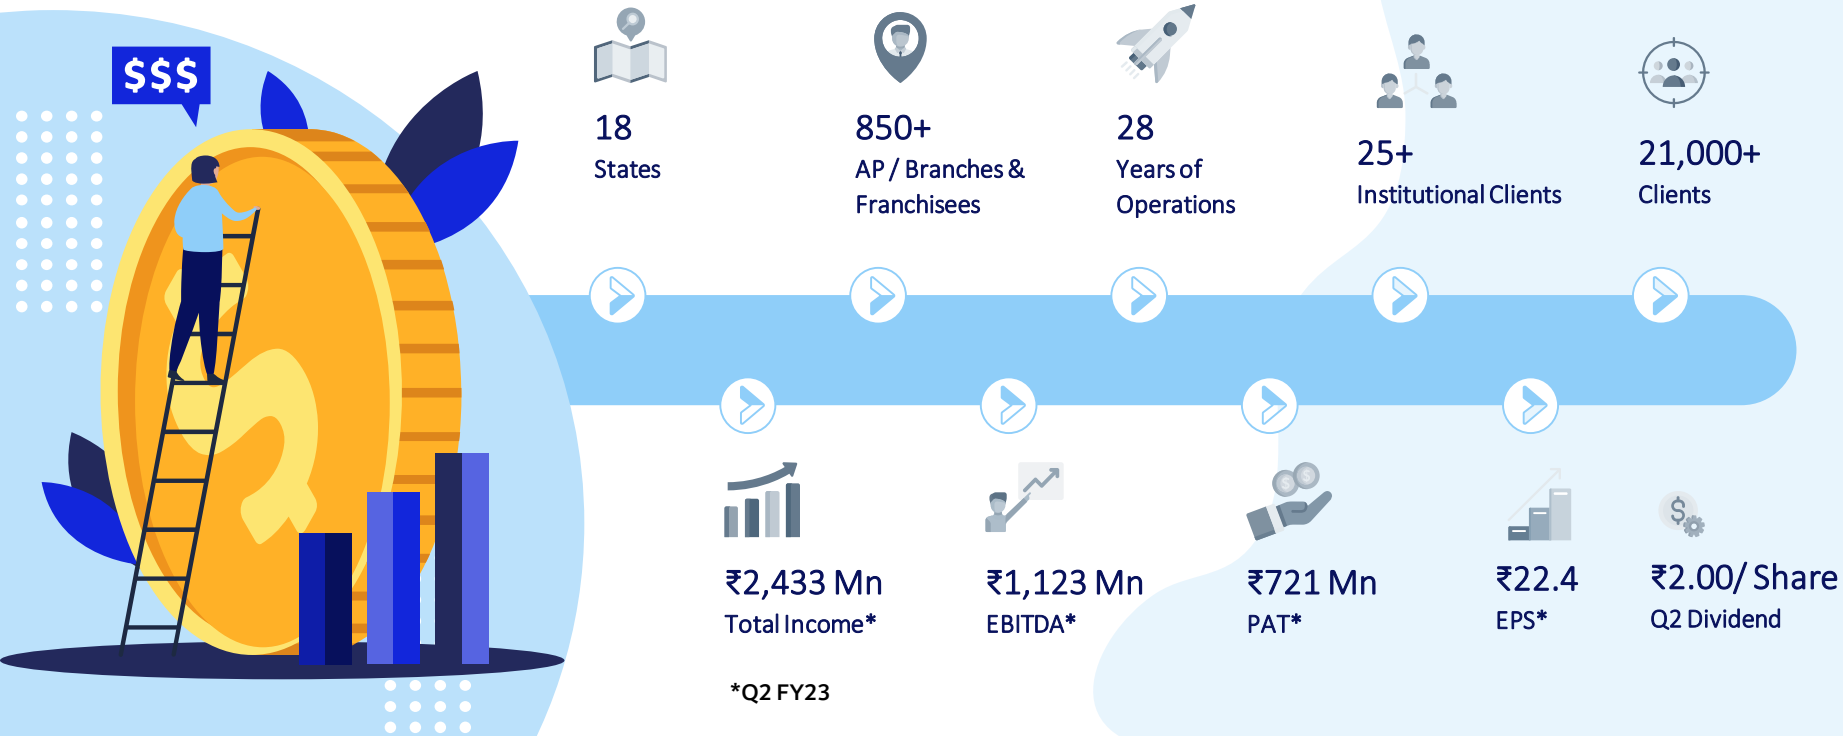 $$$
18
States
850+
AP / Branches &
Franchisees
28
Years of
Operations
25+
Institutional Clients
21,000+
Clients
₹2,433 Mn
Total Income*
₹1,123 Mn
EBITDA*
₹721 Mn
PAT*
₹22.4
EPS*
₹2.00/ Share
Q2 Dividend
*Q2 FY23